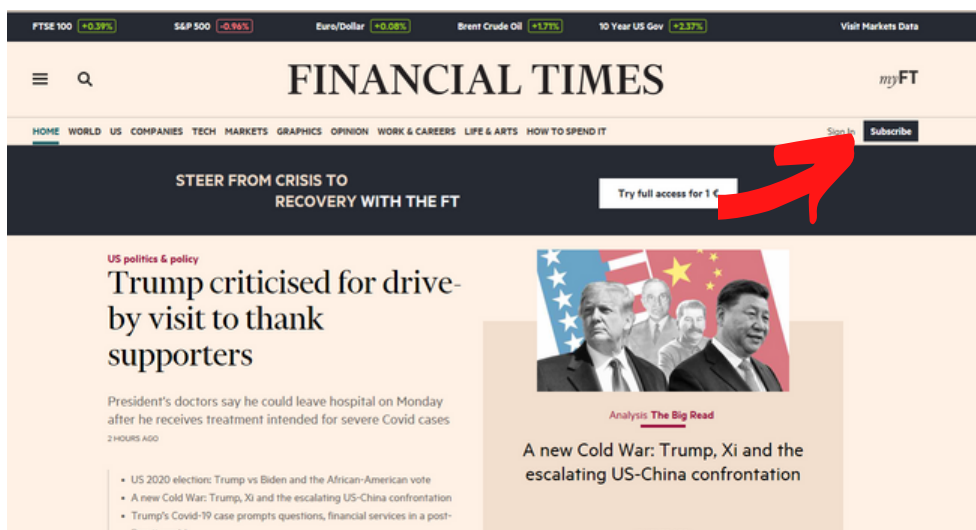 FTSE 100 +0.39% S&P 500 -0.96% Euro/Dollar +0.08% Brent Crude Oil +1.71% 10 Year US Gov +2.37% Visit Markets Data
FINANCIAL TIMES
myFT
HOME WORLD US COMPANIES TECH MARKETS GRAPHICS OPINION WORK & CAREERS LIFE & ARTS HOW TO SPEND IT
Sign In Subscribe
STEER FROM CRISIS TO
RECOVERY WITH THE FT
Try full access for 1 €
US politics & policy
Trump criticised for drive-
by visit to thank
supporters
President's doctors say he could leave hospital on Monday
after he receives treatment intended for severe Covid cases
2 HOURS AGO
• US 2020 election: Trump vs Biden and the African-American vote
• A new Cold War: Trump, Xi and the escalating US-China confrontation
• Trump's Covid-19 case prompts questions, financial services in a post-
Analysis The Big Read
A new Cold War: Trump, Xi and the
escalating US-China confrontation